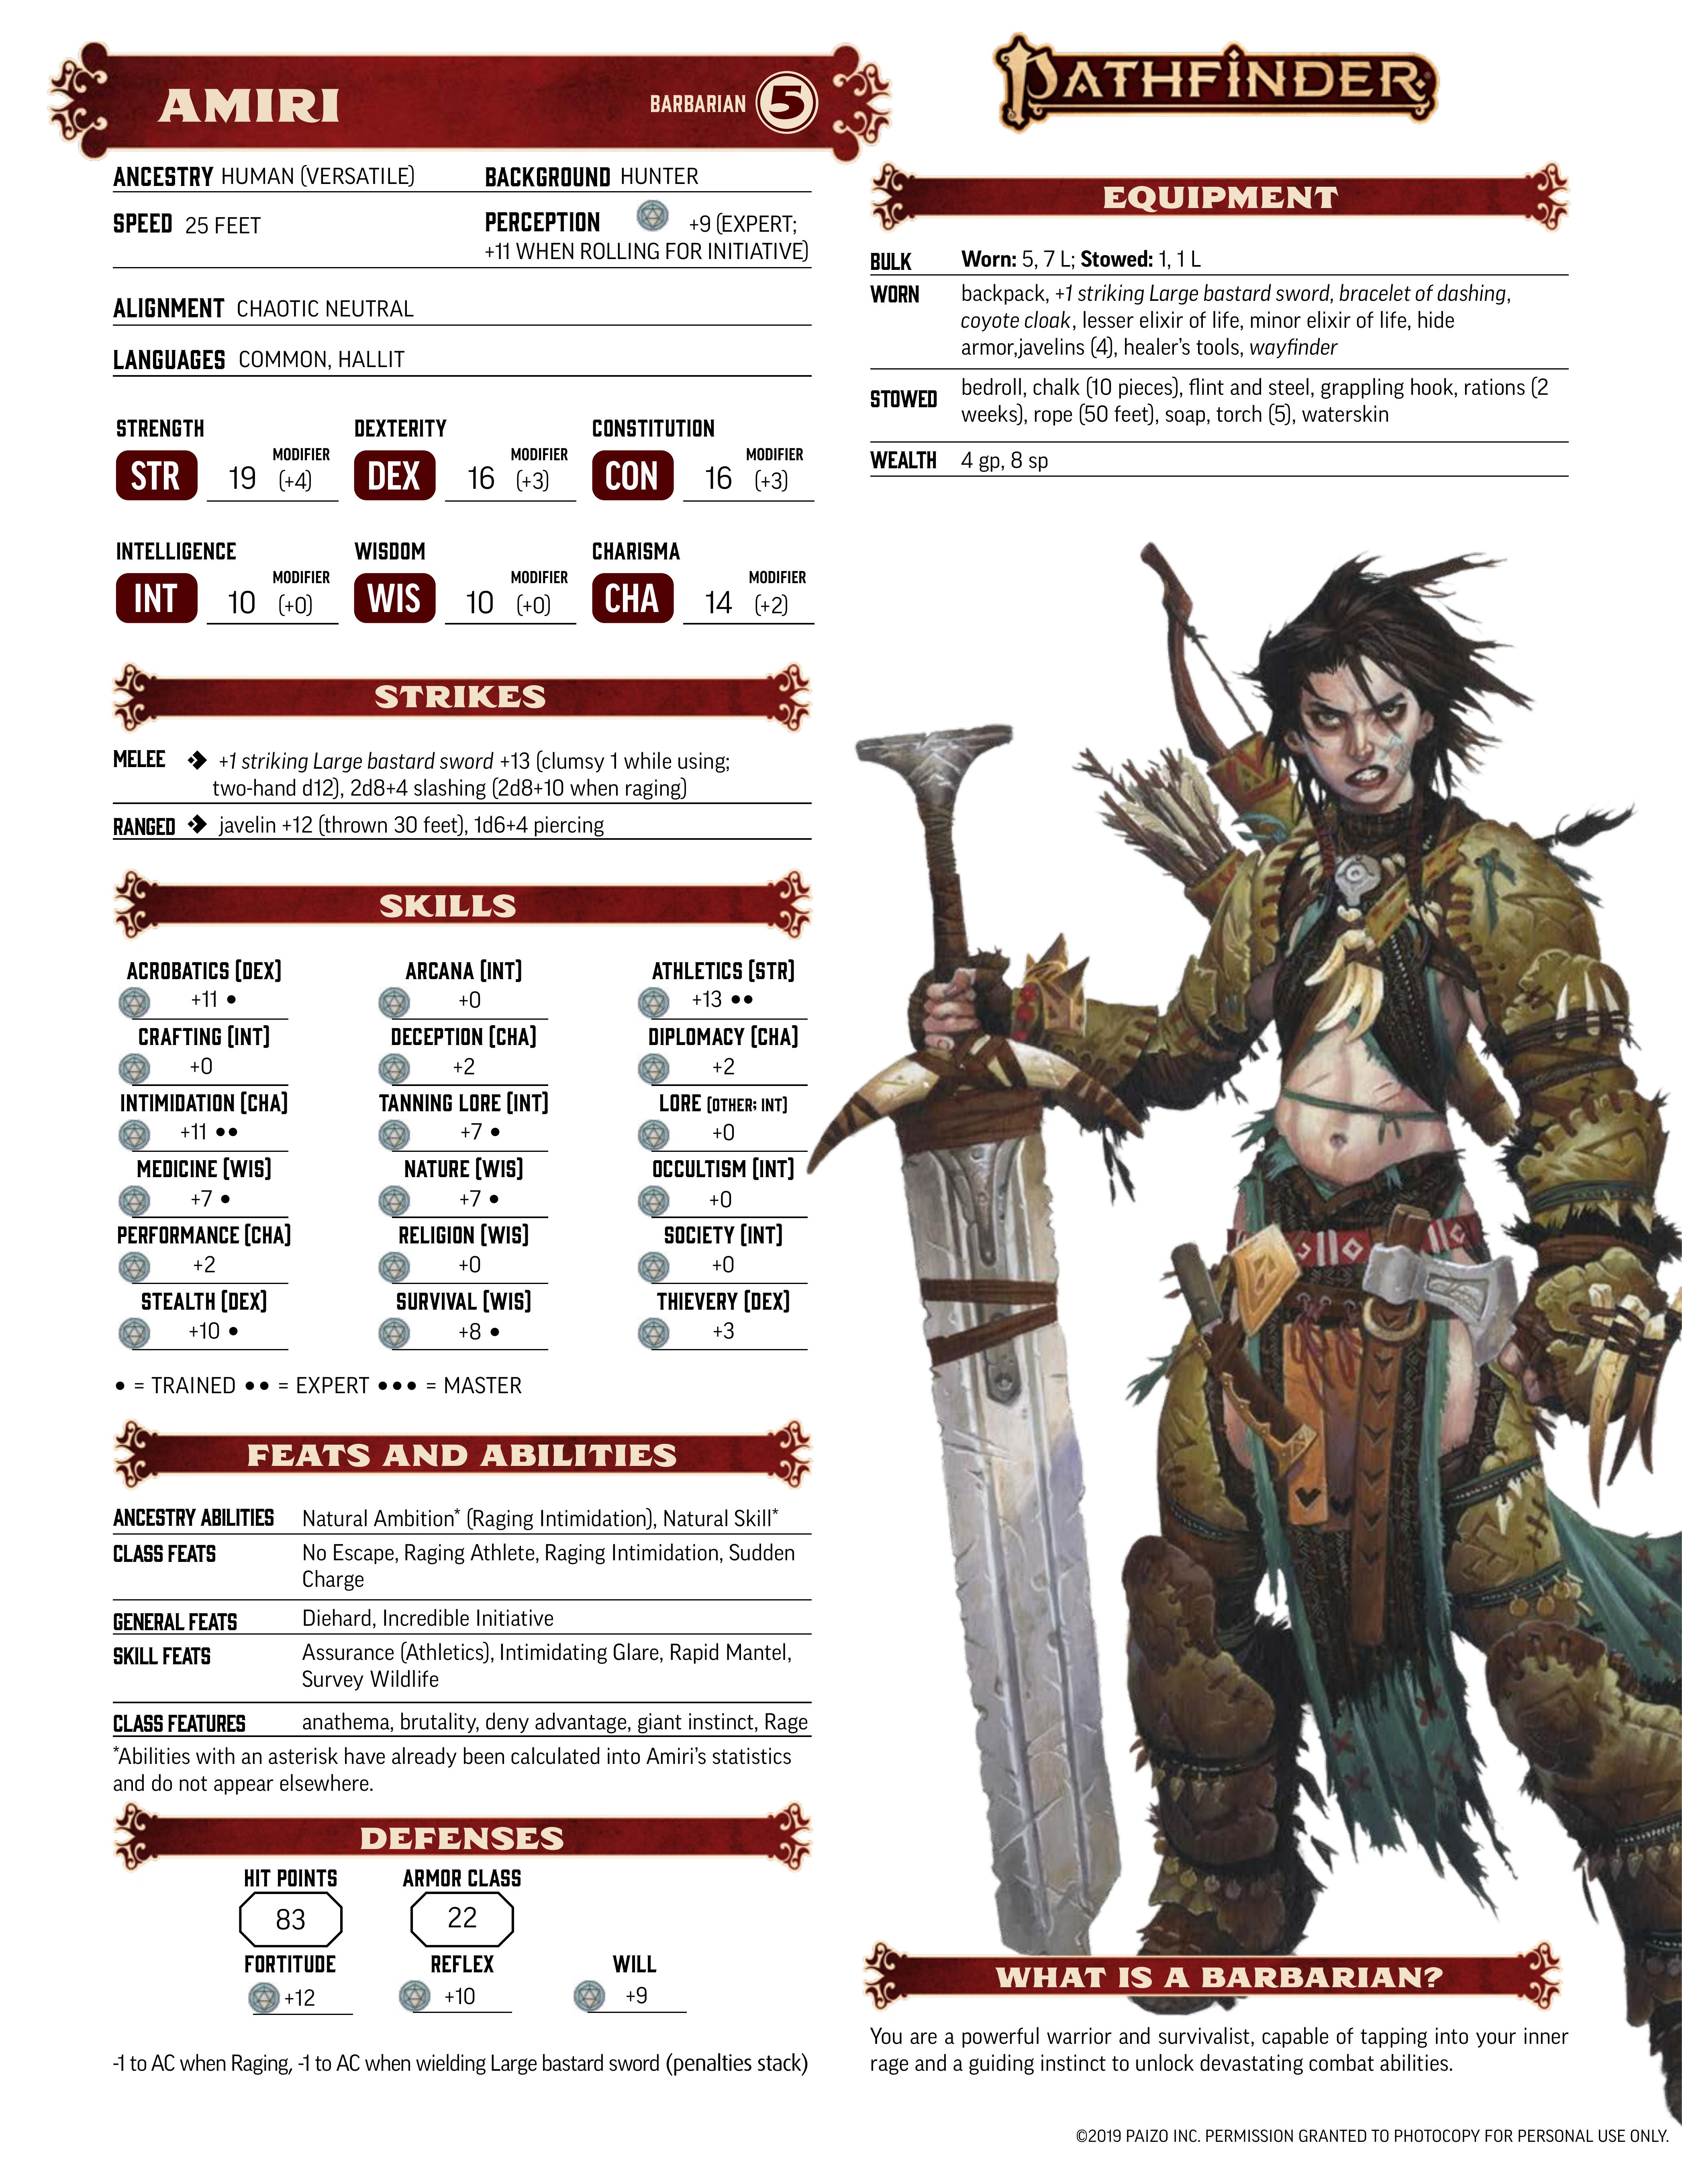 AMIRI
BARBARIAN 5
PATHFINDER
ANCESTRY HUMAN (VERSATILE)
BACKGROUND HUNTER
SPEED 25 FEET
PERCEPTION +9 (EXPERT;
+11 WHEN ROLLING FOR INITIATIVE)
ALIGNMENT CHAOTIC NEUTRAL
LANGUAGES COMMON, HALLIT
STRENGTH DEXTERITY CONSTITUTION
MODIFIER MODIFIER MODIFIER
STR 19 (+4) DEX 16 (+3) CON 16 (+3)
INTELLIGENCE WISDOM CHARISMA
MODIFIER MODIFIER MODIFIER
INT 10 (+0) WIS 10 (+0) CHA 14 (+2)
STRIKES
MELEE +1 striking Large bastard sword +13 (clumsy 1 while using;
two-hand d12), 2d8+4 slashing (2d8+10 when raging)
RANGED javelin +12 (thrown 30 feet), 1d6+4 piercing
SKILLS
ACROBATICS (DEX) ARCANA (INT) ATHLETICS (STR)
+11 • +0 +13 ••
CRAFTING (INT) DECEPTION (CHA) DIPLOMACY (CHA)
+0 +2 +2
INTIMIDATION (CHA) TANNING LORE (INT) LORE (OTHER; INT)
+11 •• +7 • +0
MEDICINE (WIS) NATURE (WIS) OCCULTISM (INT)
+7 • +7 • +0
PERFORMANCE (CHA) RELIGION (WIS) SOCIETY (INT)
+2 +0 +0
STEALTH (DEX) SURVIVAL (WIS) THIEVERY (DEX)
+10 • +8 • +3
• = TRAINED •• = EXPERT ••• = MASTER
FEATS AND ABILITIES
ANCESTRY ABILITIES Natural Ambition* (Raging Intimidation), Natural Skill*
CLASS FEATS No Escape, Raging Athlete, Raging Intimidation, Sudden
Charge
GENERAL FEATS Diehard, Incredible Initiative
SKILL FEATS Assurance (Athletics), Intimidating Glare, Rapid Mantel,
Survey Wildlife
CLASS FEATURES anathema, brutality, deny advantage, giant instinct, Rage
*Abilities with an asterisk have already been calculated into Amiri's statistics
and do not appear elsewhere.
DEFENSES
HIT POINTS ARMOR CLASS
83 22
FORTITUDE REFLEX WILL
+12 +10 +9
-1 to AC when Raging, -1 to AC when wielding Large bastard sword (penalties stack)
EQUIPMENT
BULK Worn: 5, 7 L; Stowed: 1, 1 L
WORN backpack, +1 striking Large bastard sword, bracelet of dashing,
coyote cloak, lesser elixir of life, minor elixir of life, hide
armor,javelins (4), healer's tools, wayfinder
STOWED bedroll, chalk (10 pieces), flint and steel, grappling hook, rations (2
weeks), rope (50 feet), soap, torch (5), waterskin
WEALTH 4 gp, 8 sp
WHAT IS A BARBARIAN?
You are a powerful warrior and survivalist, capable of tapping into your inner
rage and a guiding instinct to unlock devastating combat abilities.
©2019 PAIZO INC. PERMISSION GRANTED TO PHOTOCOPY FOR PERSONAL USE ONLY.